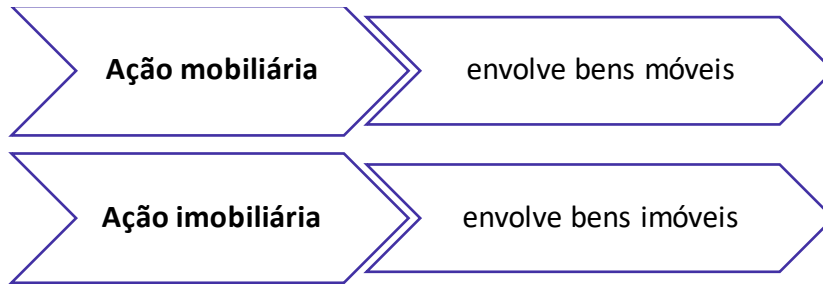 Ação mobiliária
envolve bens móveis
Ação imobiliária
envolve bens imóveis